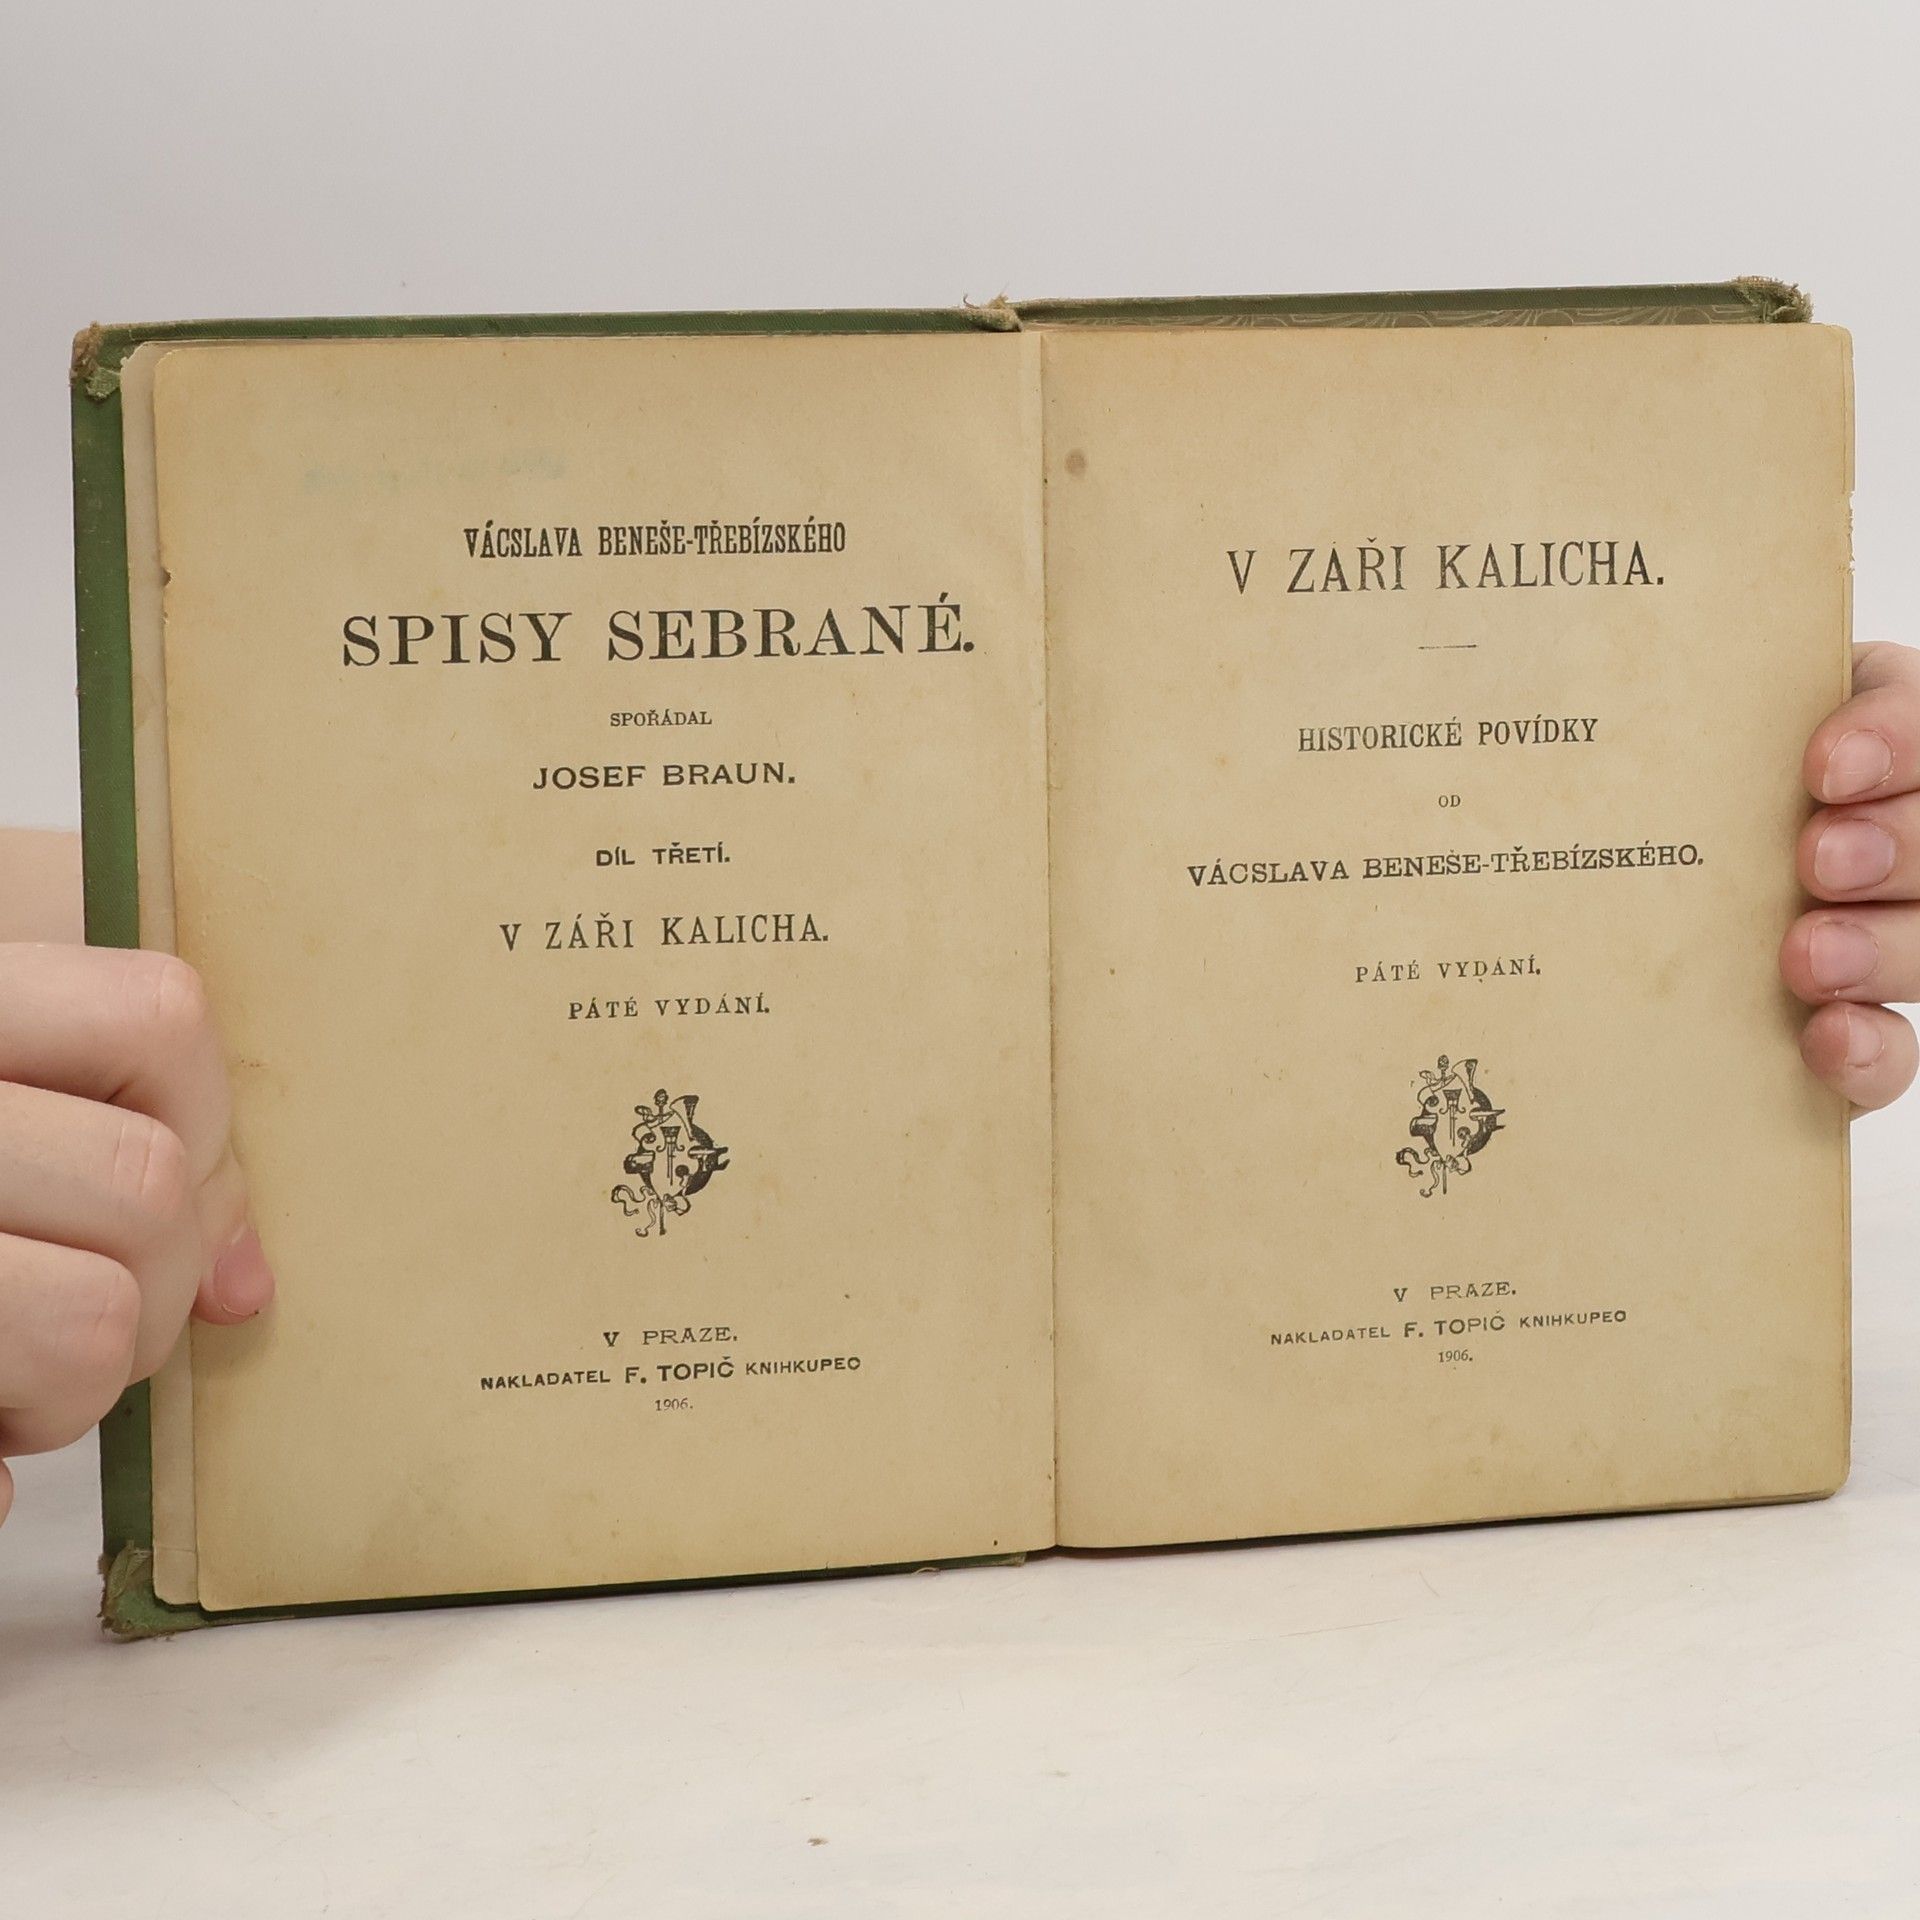 VÁCSLAVA BENEŠE-TŘEBÍZSKÉHO
SPISY SEBRANÉ.
SPOŘÁDAL
JOSEF BRAUN.
DÍL TŘETÍ.
V ZÁŘI KALICHA.
PÁTÉ VYDÁNÍ.
V PRAZE.
NAKLADATEL F. TOPIČ KNIHKUPEC
1906.
V ZÁŘI KALICHA.
HISTORICKÉ POVÍDKY
OD
VÁCSLAVA BENEŠE-TŘEBÍZSKÉHO.
PÁTÉ VYDÁNÍ.
V PRAZE.
NAKLADATEL F. TOPIČ KNIHKUPEC
1906.